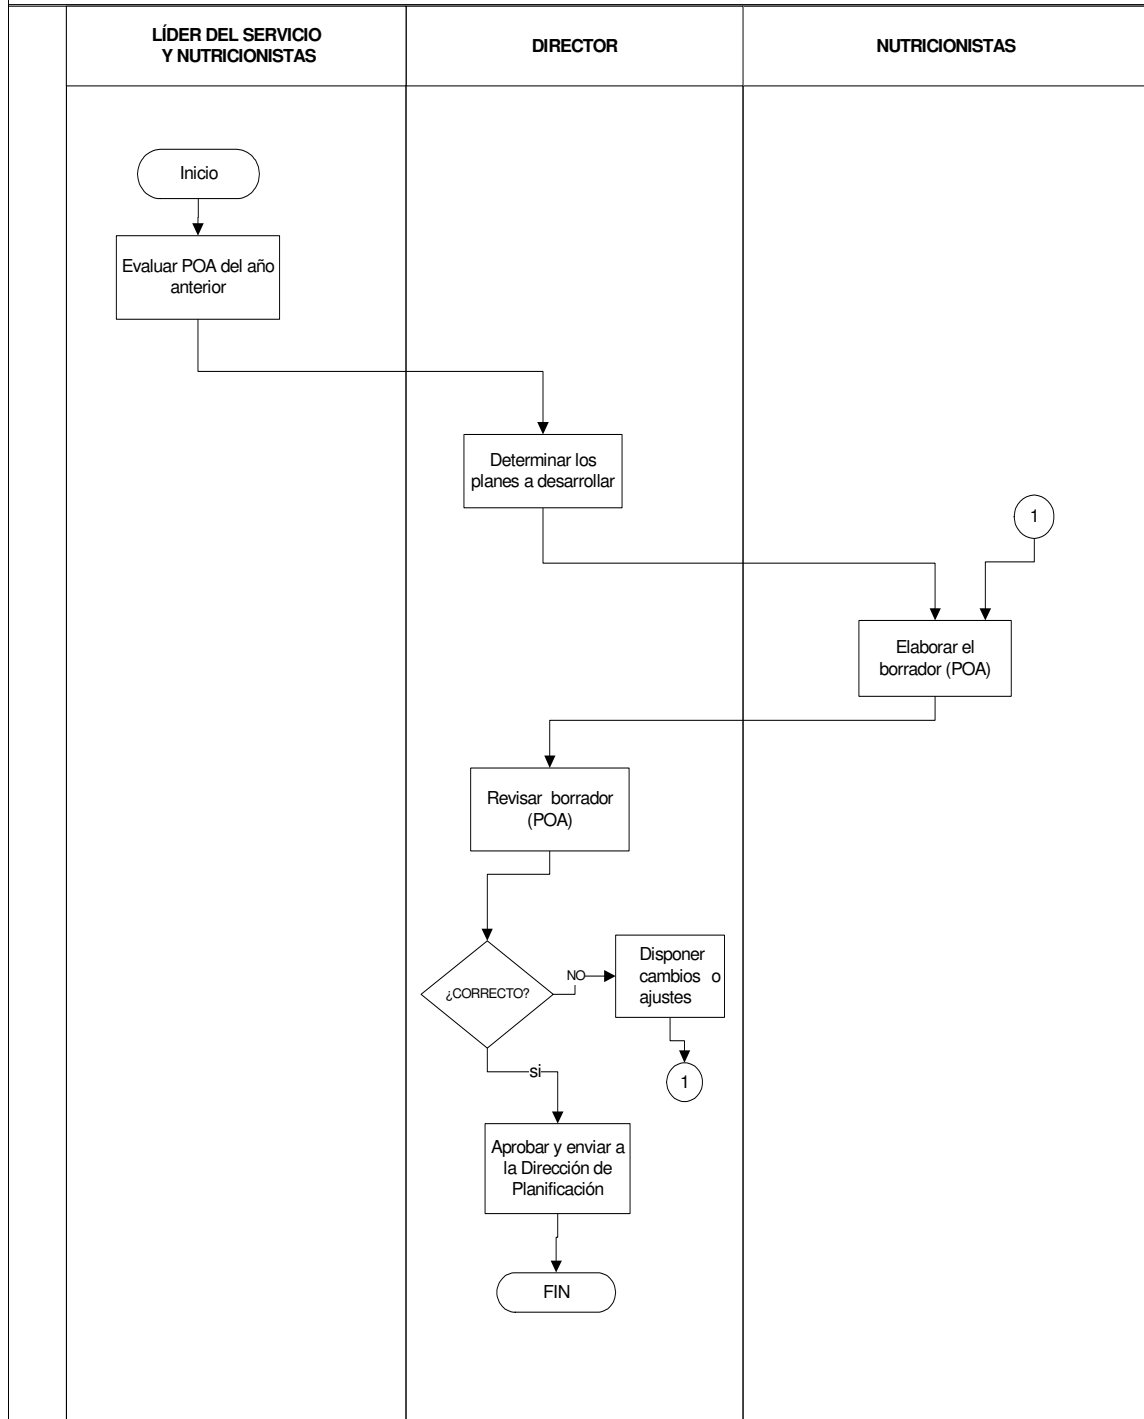 LÍDER DEL SERVICIO
Y NUTRICIONISTAS
DIRECTOR
NUTRICIONISTAS
Inicio
Evaluar POA del año
anterior
Determinar los
planes a desarrollar
1
Elaborar el
borrador (POA)
Revisar borrador
(POA)
¿CORRECTO?
NO
Disponer
cambios o
ajustes
1
si
Aprobar y enviar a
la Dirección de
Planificación
FIN